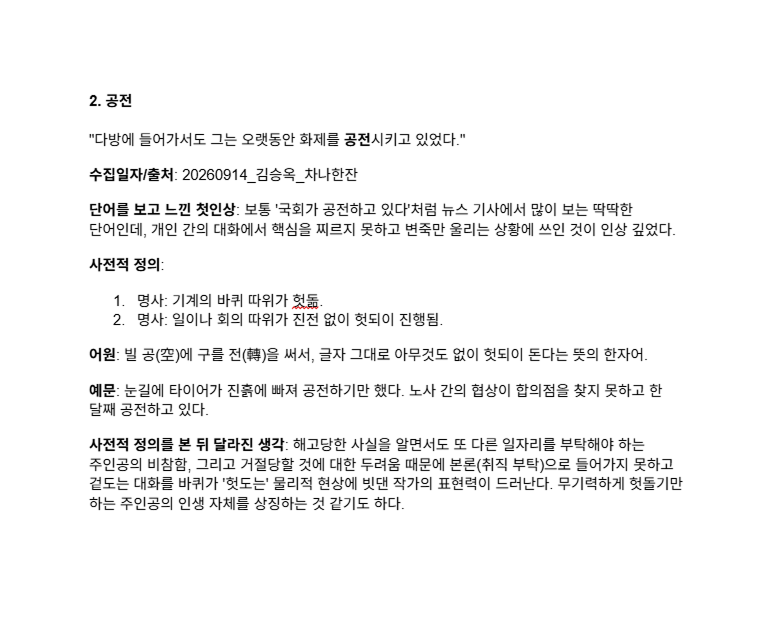 2. 공전
"다방에 들어가서도 그는 오랫동안 화제를 공전시키고 있었다."
수집일자/출처: 20260914_김승옥_차나한잔
단어를 보고 느낀 첫인상: 보통 '국회가 공전하고 있다'처럼 뉴스 기사에서 많이 보는 딱딱한
단어인데, 개인 간의 대화에서 핵심을 찌르지 못하고 변죽만 울리는 상황에 쓰인 것이 인상 깊었다.
사전적 정의:
1. 명사: 기계의 바퀴 따위가 헛돎.
2. 명사: 일이나 회의 따위가 진전 없이 헛되이 진행됨.
어원: 빌 공(空)에 구를 전(轉)을 써서, 글자 그대로 아무것도 없이 헛되이 돈다는 뜻의 한자어.
예문: 눈길에 타이어가 진흙에 빠져 공전하기만 했다. 노사 간의 협상이 합의점을 찾지 못하고 한
달째 공전하고 있다.
사전적 정의를 본 뒤 달라진 생각: 해고당한 사실을 알면서도 또 다른 일자리를 부탁해야 하는
주인공의 비참함, 그리고 거절당할 것에 대한 두려움 때문에 본론(취직 부탁)으로 들어가지 못하고
겉도는 대화를 바퀴가 '헛도는' 물리적 현상에 빗댄 작가의 표현력이 드러난다. 무기력하게 헛돌기만
하는 주인공의 인생 자체를 상징하는 것 같기도 하다.